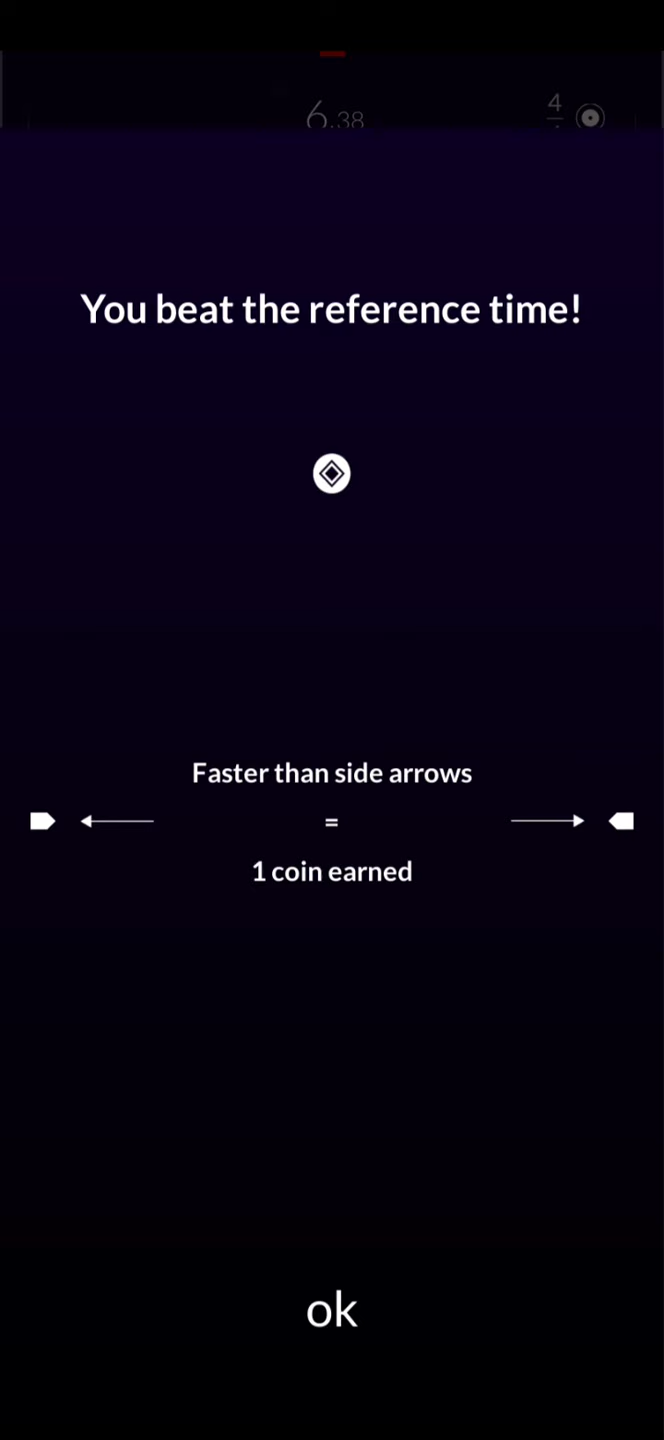 6.38
4
You beat the reference time!
Faster than side arrows
=
1 coin earned
ok